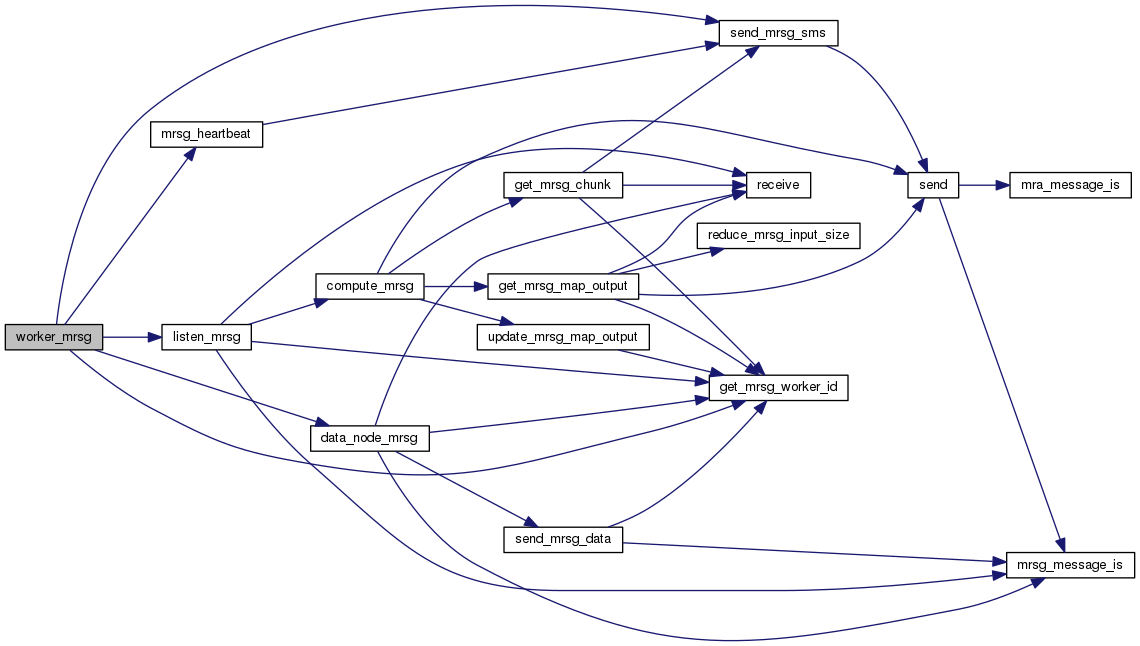 send_mrsg_sms
mrsg_heartbeat
get_mrsg_chunk
receive
send
mra_message_is
reduce_mrsg_input_size
compute_mrsg
get_mrsg_map_output
worker_mrsg
listen_mrsg
update_mrsg_map_output
get_mrsg_worker_id
data_node_mrsg
send_mrsg_data
mrsg_message_is